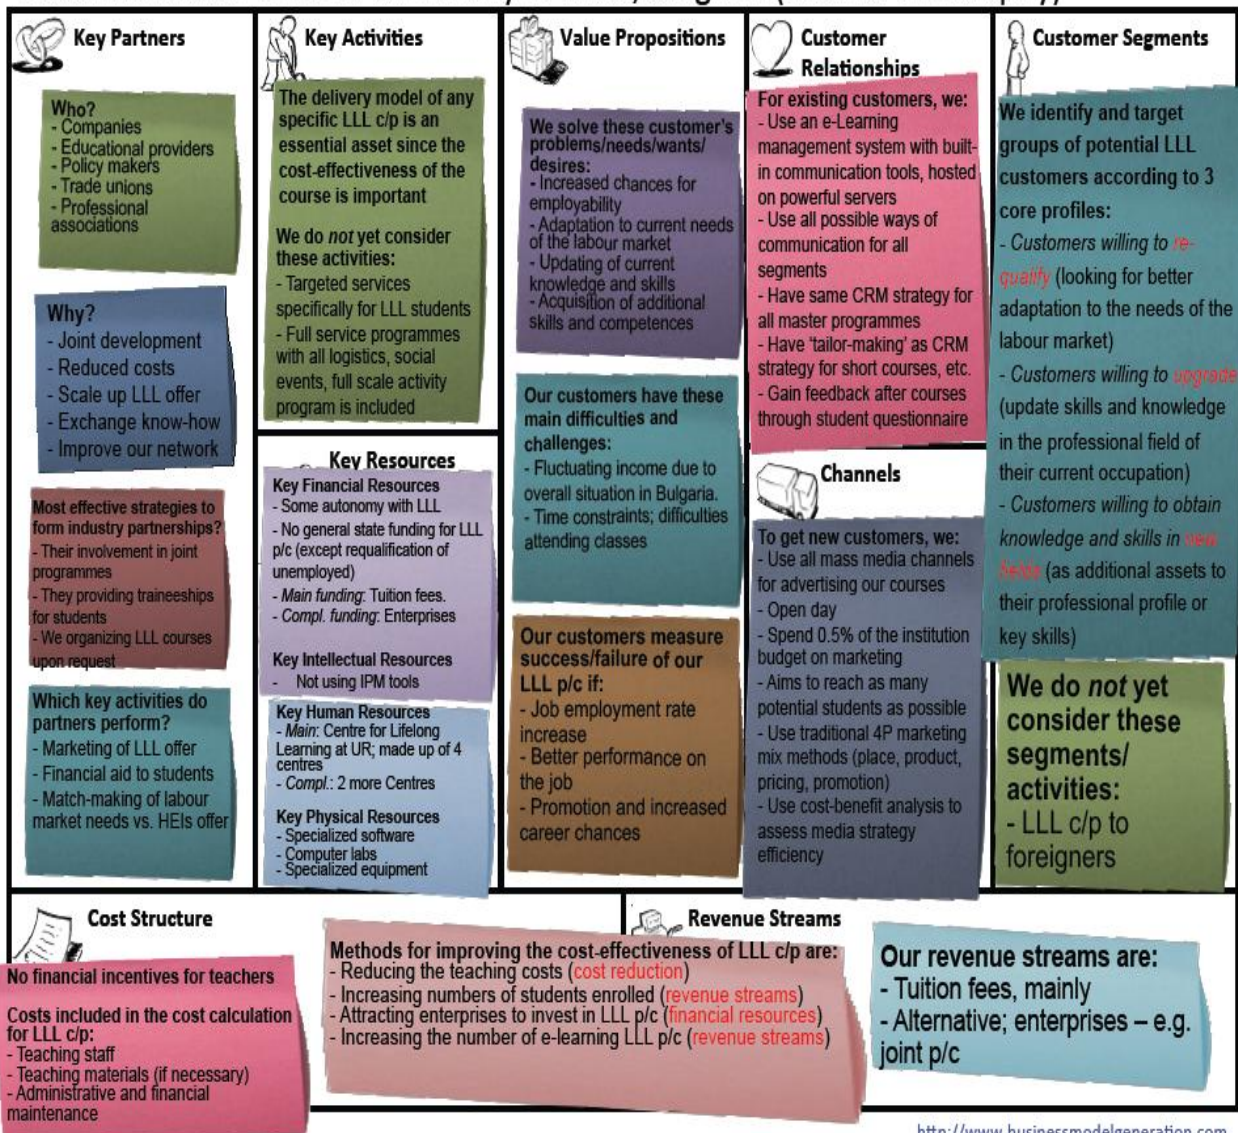 Key Partners
Who?
- Companies
- Educational providers
- Policy makers
- Trade unions
- Professional
associations
Why?
- Joint development
- Reduced costs
- Scale up LLL offer
- Exchange know-how
- Improve our network
Most effective strategies to
form industry partnerships?
- Their involvement in joint
programmes
- They providing traineeships
for students
- We organizing LLL courses
upon request
Which key activities do
partners perform?
- Marketing of LLL offer
- Financial aid to students
- Match-making of labour
market needs vs. HEIs offer
Key Activities
The delivery model of any
specific LLL c/p is an
essential asset since the
cost-effectiveness of the
course is important
We do not yet consider
these activities:
- Targeted services
specifically for LLL students
- Full service programmes
with all logistics, social
events, full scale activity
program is included
Key Resources
Key Financial Resources
- Some autonomy with LLL
- No general state funding for LLL
p/c (except requalification of
unemployed)
- Main funding: Tuition fees.
- Compl. funding: Enterprises
Key Intellectual Resources
- Not using IPM tools
Key Human Resources
- Main: Centre for Lifelong
Learning at UR; made up of 4
centres
- Compl.: 2 more Centres
Key Physical Resources
- Specialized software
- Computer labs
- Specialized equipment
Value Propositions
We solve these customer's
problems/needs/wants/
desires:
- Increased chances for
employability
- Adaptation to current needs
of the labour market
- Updating of current
knowledge and skills
- Acquisition of additional
skills and competences
Our customers have these
main difficulties and
challenges:
- Fluctuating income due to
overall situation in Bulgaria.
- Time constraints; difficulties
attending classes
Our customers measure
success/failure of our
LLL p/c if:
- Job employment rate
increase
- Better performance on
the job
- Promotion and increased
career chances
Customer
Relationships
For existing customers, we:
- Use an e-Learning
management system with built-
in communication tools, hosted
on powerful servers
- Use all possible ways of
communication for all
segments
- Have same CRM strategy for
all master programmes
- Have 'tailor-making' as CRM
strategy for short courses, etc.
- Gain feedback after courses
through student questionnaire
Channels
To get new customers, we:
- Use all mass media channels
for advertising our courses
- Open day
- Spend 0.5% of the institution
budget on marketing
- Aims to reach as many
potential students as possible
- Use traditional 4P marketing
mix methods (place, product,
pricing, promotion)
- Use cost-benefit analysis to
assess media strategy
efficiency
Customer Segments
We identify and target
groups of potential LLL
customers according to 3
core profiles:
- Customers willing to re-
qualify (looking for better
adaptation to the needs of the
labour market)
- Customers willing to upgrade
(update skills and knowledge
in the professional field of
their current occupation)
- Customers willing to obtain
knowledge and skills in new
fields (as additional assets to
their professional profile or
key skills)
We do not yet
consider these
segments/
activities:
- LLL c/p to
foreigners
Cost Structure
No financial incentives for teachers
Costs included in the cost calculation
for LLL c/p:
- Teaching staff
- Teaching materials (if necessary)
- Administrative and financial
maintenance
Methods for improving the cost-effectiveness of LLL c/p are:
- Reducing the teaching costs (cost reduction)
- Increasing numbers of students enrolled (revenue streams)
- Attracting enterprises to invest in LLL p/c (financial resources)
- Increasing the number of e-learning LLL p/c (revenue streams)
Revenue Streams
Our revenue streams are:
- Tuition fees, mainly
- Alternative; enterprises – e.g.
joint p/c
http://www.businessmodelgeneration.com